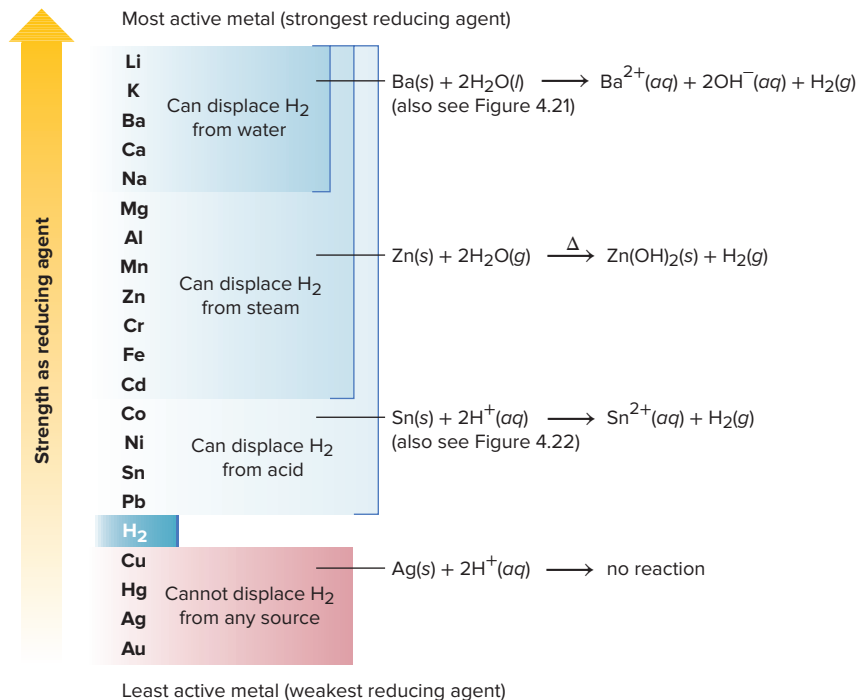 Most active metal (strongest reducing agent)
Strength as reducing agent
Li
K
Ba
Ca
Na
Can displace H₂
from water
Ba(s) + 2H₂O(l) ⟶ Ba²⁺(aq) + 2OH⁻(aq) + H₂(g)
(also see Figure 4.21)
Mg
Al
Mn
Zn
Cr
Fe
Cd
Can displace H₂
from steam
Δ
Zn(s) + 2H₂O(g) ⟶ Zn(OH)₂(s) + H₂(g)
Co
Ni
Sn
Pb
Can displace H₂
from acid
Sn(s) + 2H⁺(aq) ⟶ Sn²⁺(aq) + H₂(g)
(also see Figure 4.22)
H₂
Cu
Hg
Ag
Au
Cannot displace H₂
from any source
Ag(s) + 2H⁺(aq) ⟶ no reaction
Least active metal (weakest reducing agent)